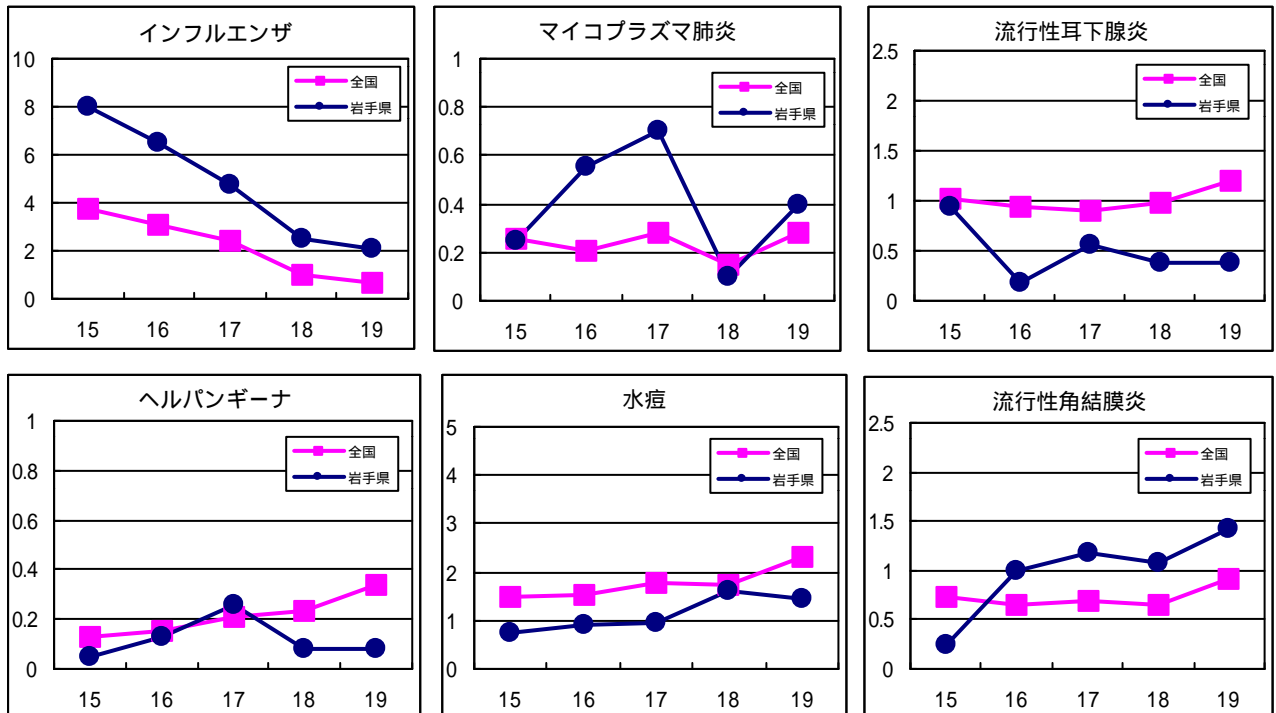 インフルエンザ
10
8
6
4
2
0
全国
岩手県
15 16 17 18 19
マイコプラズマ肺炎
1
0.8
0.6
0.4
0.2
0
全国
岩手県
15 16 17 18 19
流行性耳下腺炎
2.5
2
1.5
1
0.5
0
全国
岩手県
15 16 17 18 19
ヘルパンギーナ
1
0.8
0.6
0.4
0.2
0
全国
岩手県
15 16 17 18 19
水痘
5
4
3
2
1
0
全国
岩手県
15 16 17 18 19
流行性角結膜炎
2.5
2
1.5
1
0.5
0
全国
岩手県
15 16 17 18 19